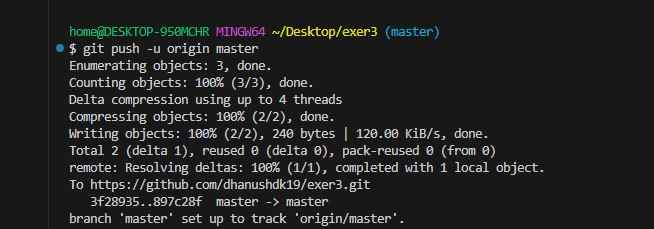 home@DESKTOP-950MCHR MINGW64 ~/Desktop/exer3 (master)
$ git push -u origin master
Enumerating objects: 3, done.
Counting objects: 100% (3/3), done.
Delta compression using up to 4 threads
Compressing objects: 100% (2/2), done.
Writing objects: 100% (2/2), 240 bytes | 120.00 KiB/s, done.
Total 2 (delta 1), reused 0 (delta 0), pack-reused 0 (from 0)
remote: Resolving deltas: 100% (1/1), completed with 1 local object.
To https://github.com/dhanushdk19/exer3.git
   3f28935..897c28f  master -> master
branch 'master' set up to track 'origin/master'.